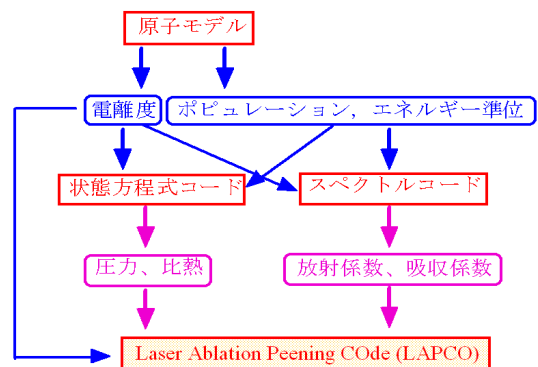 原子モデル
電離度
ポピュレーション，エネルギー準位
状態方程式コード
スペクトルコード
圧力、比熱
放射係数、吸収係数
Laser Ablation Peening COde (LAPCO)